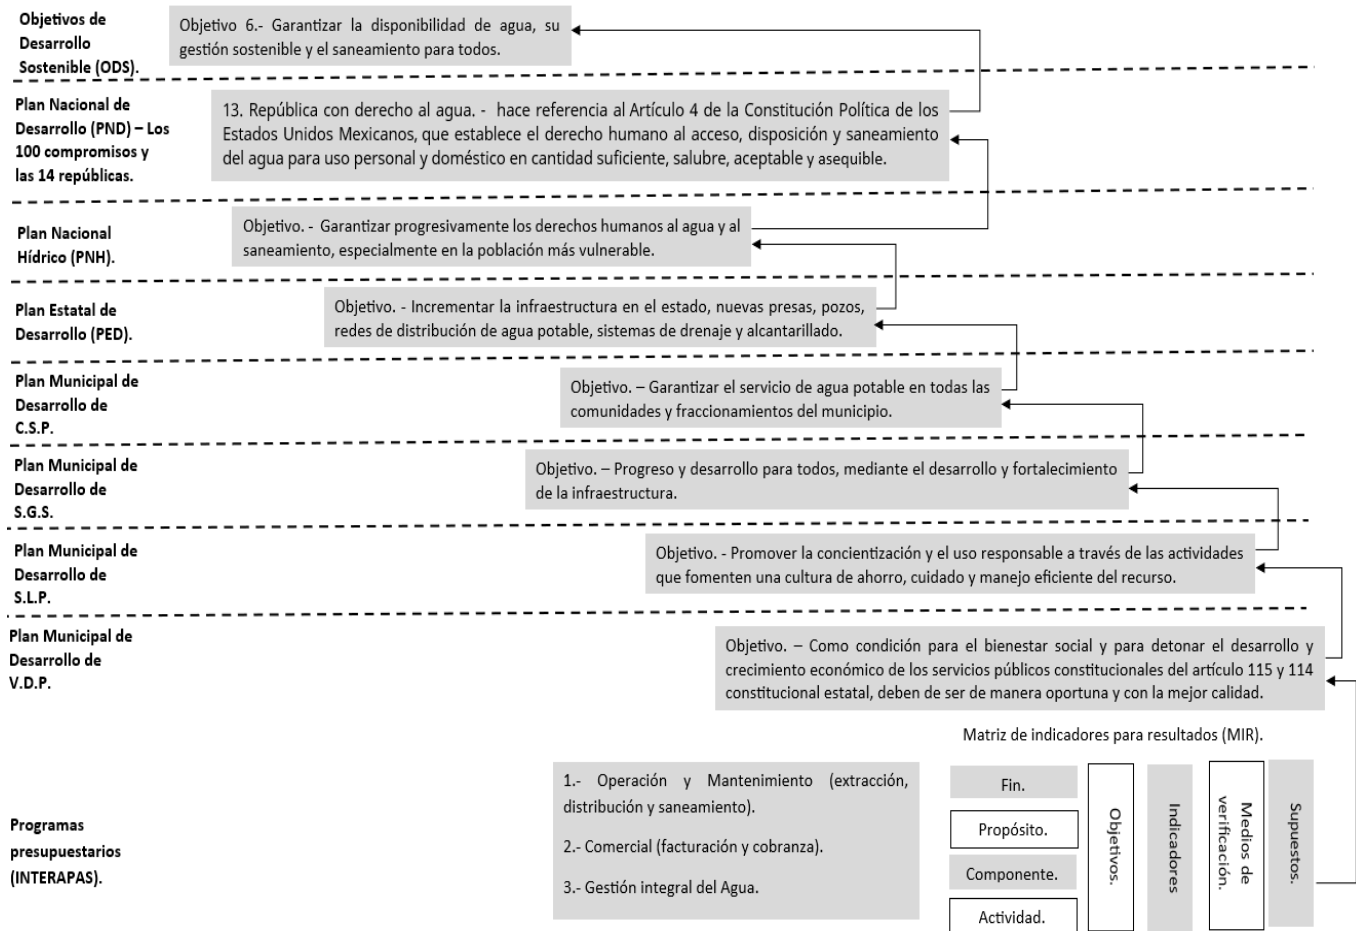 Objetivos de
Desarrollo
Sostenible (ODS).
Objetivo 6.- Garantizar la disponibilidad de agua, su
gestión sostenible y el saneamiento para todos.
Plan Nacional de
Desarrollo (PND) – Los
100 compromisos y
las 14 repúblicas.
13. República con derecho al agua. - hace referencia al Artículo 4 de la Constitución Política de los
Estados Unidos Mexicanos, que establece el derecho humano al acceso, disposición y saneamiento
del agua para uso personal y doméstico en cantidad suficiente, salubre, aceptable y asequible.
Plan Nacional
Hídrico (PNH).
Objetivo. - Garantizar progresivamente los derechos humanos al agua y al
saneamiento, especialmente en la población más vulnerable.
Plan Estatal de
Desarrollo (PED).
Objetivo. - Incrementar la infraestructura en el estado, nuevas presas, pozos,
redes de distribución de agua potable, sistemas de drenaje y alcantarillado.
Plan Municipal de
Desarrollo de
C.S.P.
Objetivo. – Garantizar el servicio de agua potable en todas las
comunidades y fraccionamientos del municipio.
Plan Municipal de
Desarrollo de
S.G.S.
Objetivo. – Progreso y desarrollo para todos, mediante el desarrollo y fortalecimiento
de la infraestructura.
Plan Municipal de
Desarrollo de
S.L.P.
Objetivo. - Promover la concientización y el uso responsable a través de las actividades
que fomenten una cultura de ahorro, cuidado y manejo eficiente del recurso.
Plan Municipal de
Desarrollo de
V.D.P.
Objetivo. – Como condición para el bienestar social y para detonar el desarrollo y
crecimiento económico de los servicios públicos constitucionales del artículo 115 y 114
constitucional estatal, deben de ser de manera oportuna y con la mejor calidad.
Programas
presupuestarios
(INTERAPAS).
1.- Operación y Mantenimiento (extracción,
distribución y saneamiento).
2.- Comercial (facturación y cobranza).
3.- Gestión integral del Agua.
Matriz de indicadores para resultados (MIR).
Fin.
Propósito.
Componente.
Actividad.
Objetivos.
Indicadores
Medios de
verificación.
Supuestos.